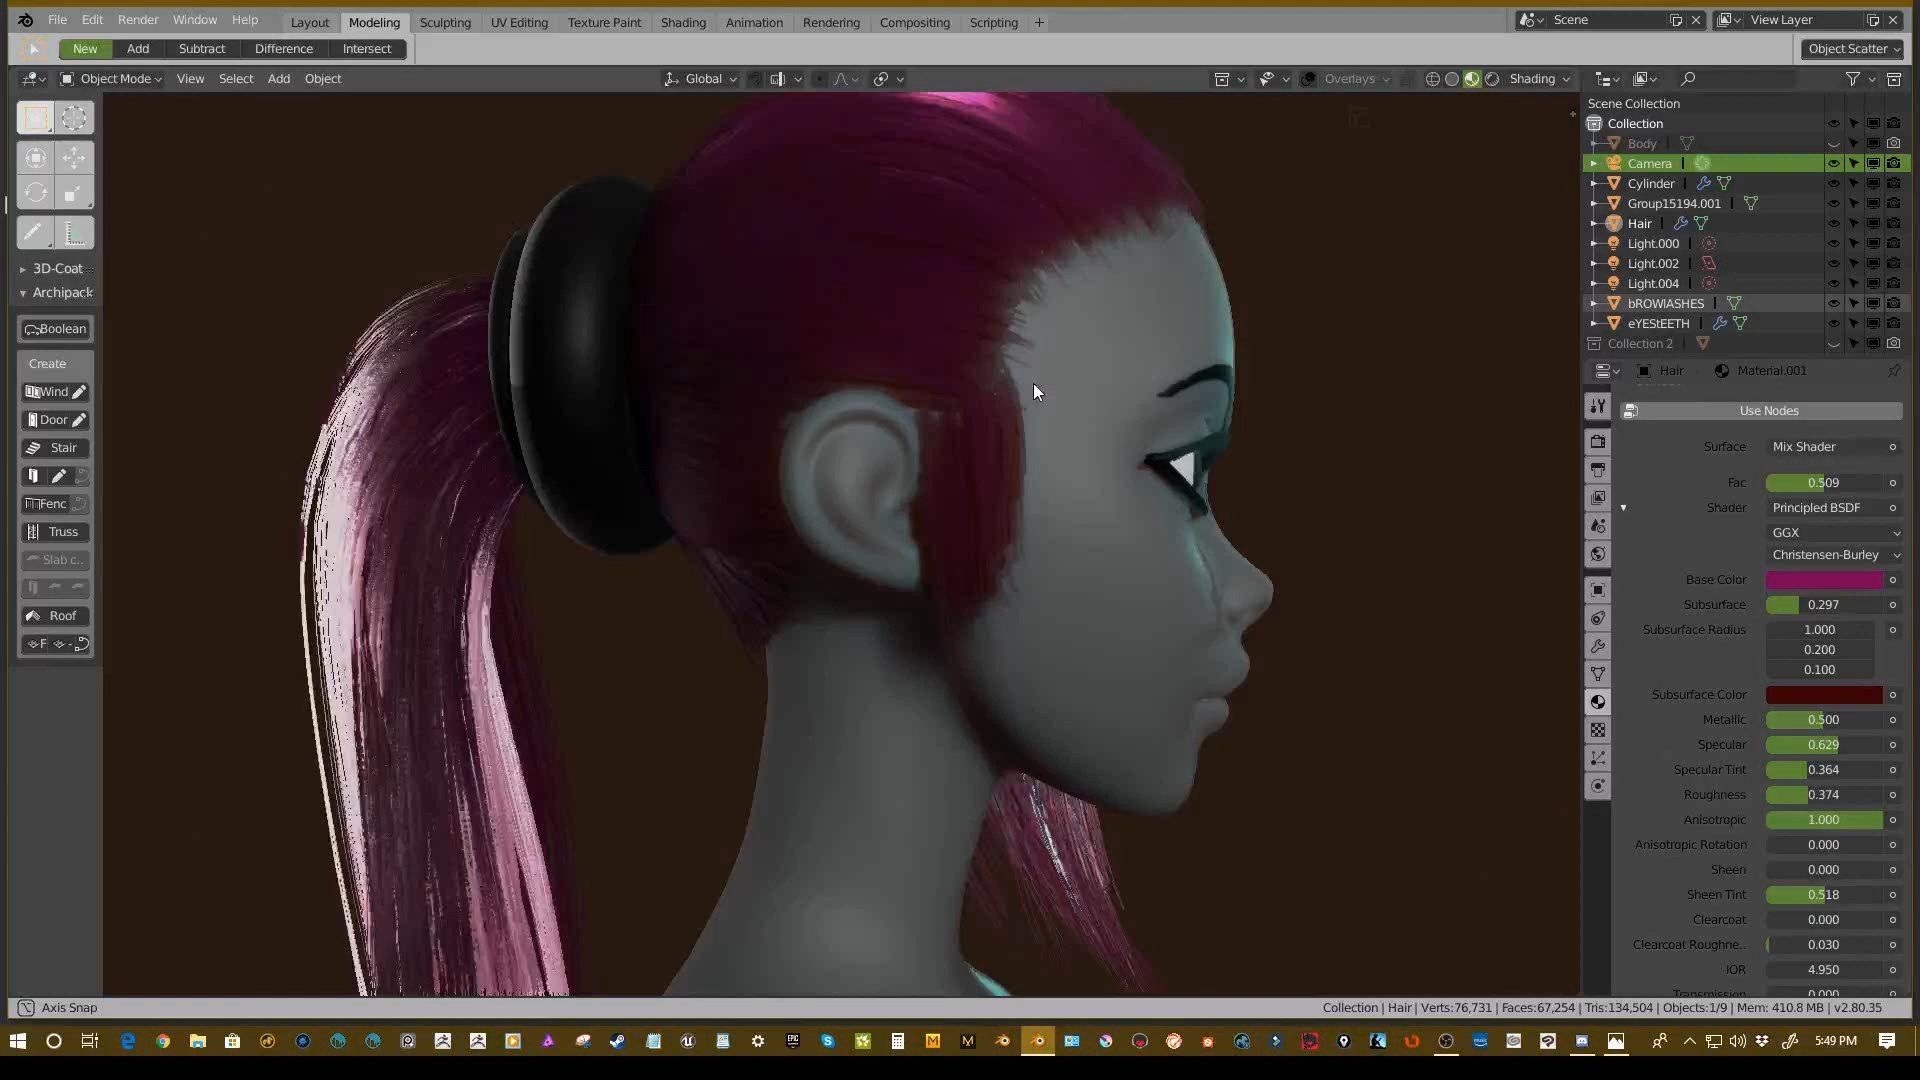 File Edit Render Window Help Layout Modeling Sculpting UV Editing Texture Paint Shading Animation Rendering Compositing Scripting + Scene View Layer
New Add Subtract Difference Intersect Object Scatter
Object Mode View Select Add Object Global Overlays Shading
3D-Coat
Archipack
Boolean
Create
Wind
Door
Stair
Fenc
Truss
Slab c..
Roof
F
Scene Collection
Collection
Body
Camera
Cylinder
Group15194.001
Hair
Light.000
Light.002
Light.004
bROWlASHES
eYEStEETH
Collection 2
Hair Material.001
Use Nodes
Surface Mix Shader
Fac 0.509
Shader Principled BSDF
GGX
Christensen-Burley
Base Color
Subsurface 0.297
Subsurface Radius 1.000
0.200
0.100
Subsurface Color
Metallic 0.500
Specular 0.629
Specular Tint 0.364
Roughness 0.374
Anisotropic 1.000
Anisotropic Rotation 0.000
Sheen 0.000
Sheen Tint 0.518
Clearcoat 0.000
Clearcoat Roughne.. 0.030
IOR 4.950
Transmission 0.000
Axis Snap Collection | Hair | Verts:76,731 | Faces:67,254 | Tris:134,504 | Objects:1/9 | Mem: 410.8 MB | v2.80.35
5:49 PM